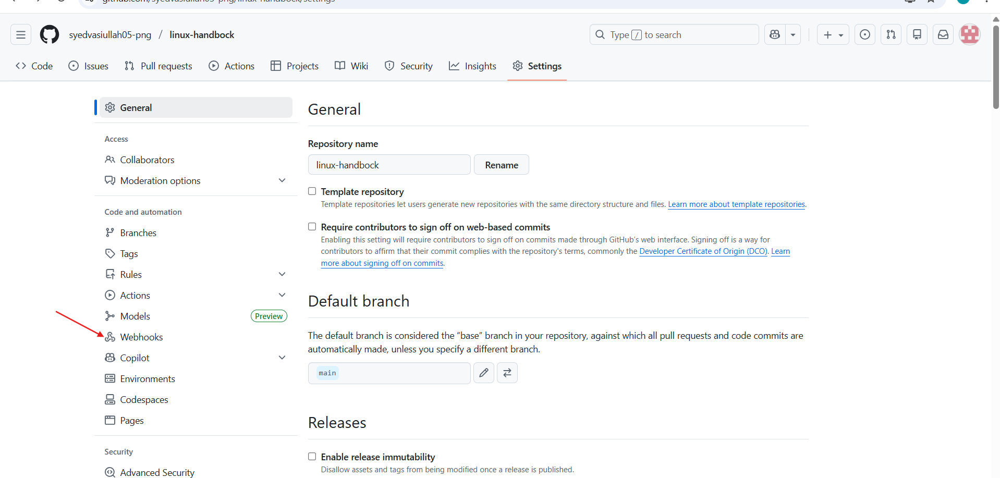 github.com/syedvasiullah05-png/linux-handbock/settings
syedvasiullah05-png / linux-handbock
Type / to search
Code Issues Pull requests Actions Projects Wiki Security Insights Settings
General
Access
Collaborators
Moderation options
Code and automation
Branches
Tags
Rules
Actions
Models Preview
Webhooks
Copilot
Environments
Codespaces
Pages
Security
Advanced Security
General
Repository name
linux-handbock Rename
Template repository
Template repositories let users generate new repositories with the same directory structure and files. Learn more about template repositories.
Require contributors to sign off on web-based commits
Enabling this setting will require contributors to sign off on commits made through GitHub’s web interface. Signing off is a way for
contributors to affirm that their commit complies with the repository's terms, commonly the Developer Certificate of Origin (DCO). Learn
more about signing off on commits.
Default branch
The default branch is considered the “base” branch in your repository, against which all pull requests and code commits are
automatically made, unless you specify a different branch.
main
Releases
Enable release immutability
Disallow assets and tags from being modified once a release is published.